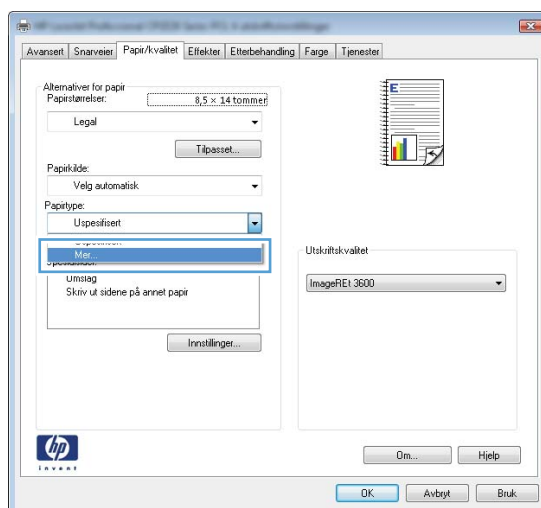 Avansert Snarveier Papir/kvalitet Effekter Etterbehandling Farge Tjenester
Alternativer for papir
Papirstørrelser: 8,5 × 14 tommer
Legal
Tilpasset...
Papirkilde:
Velg automatisk
Papirtype:
Uspesifisert
Mer...
Omslag
Skriv ut sidene på annet papir
Innstillinger...
E
Utskriftskvalitet
ImageREt 3600
hp
invent
Om... Hjelp
OK Avbryt Bruk